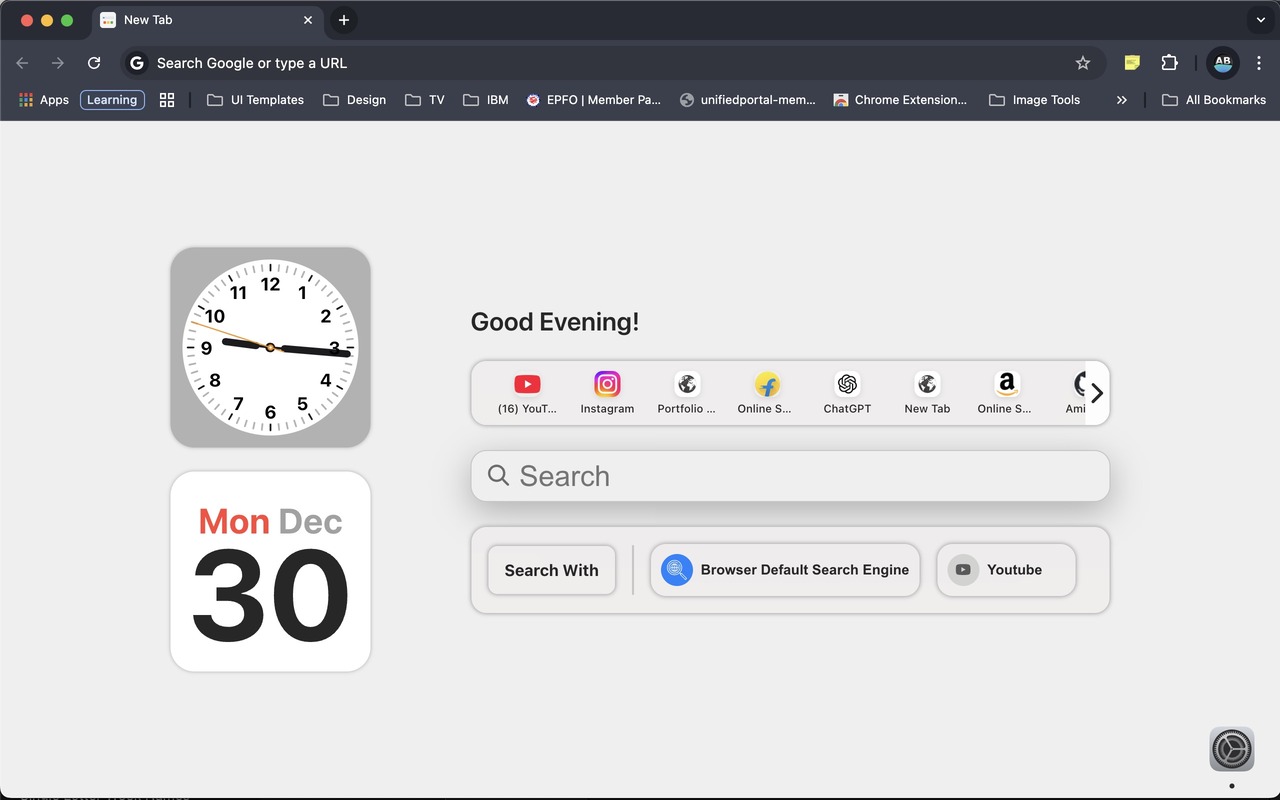 New Tab
Search Google or type a URL
AB
Apps Learning UI Templates Design TV IBM EPFO | Member Pa... unifiedportal-mem... Chrome Extension... Image Tools All Bookmarks
12
11 1
10 2
9 3
8 4
7 5
6
Mon Dec
30
Good Evening!
(16) YouT... Instagram Portfolio ... Online S... ChatGPT New Tab Online S... Ami
Search
Search With Browser Default Search Engine Youtube